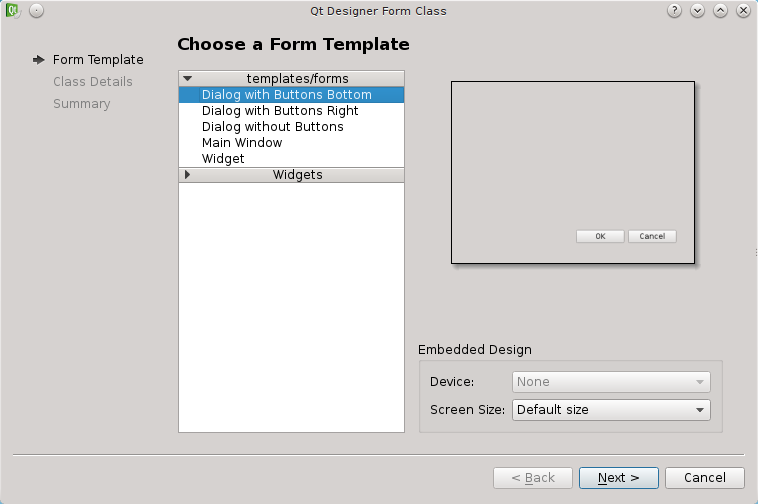 Qt Designer Form Class
Choose a Form Template
Form Template
Class Details
Summary
templates/forms
Dialog with Buttons Bottom
Dialog with Buttons Right
Dialog without Buttons
Main Window
Widget
Widgets
OK Cancel
Embedded Design
Device: None
Screen Size: Default size
< Back Next > Cancel